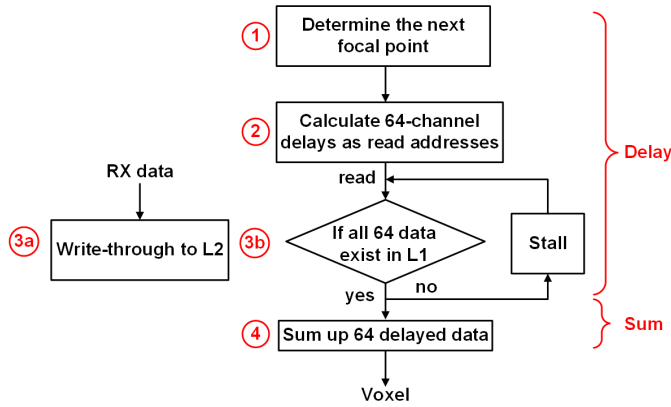 1
Determine the next
focal point
2
Calculate 64-channel
delays as read addresses
Delay
RX data
read
3a
Write-through to L2
3b
If all 64 data
exist in L1
Stall
yes
no
4
Sum up 64 delayed data
Sum
Voxel